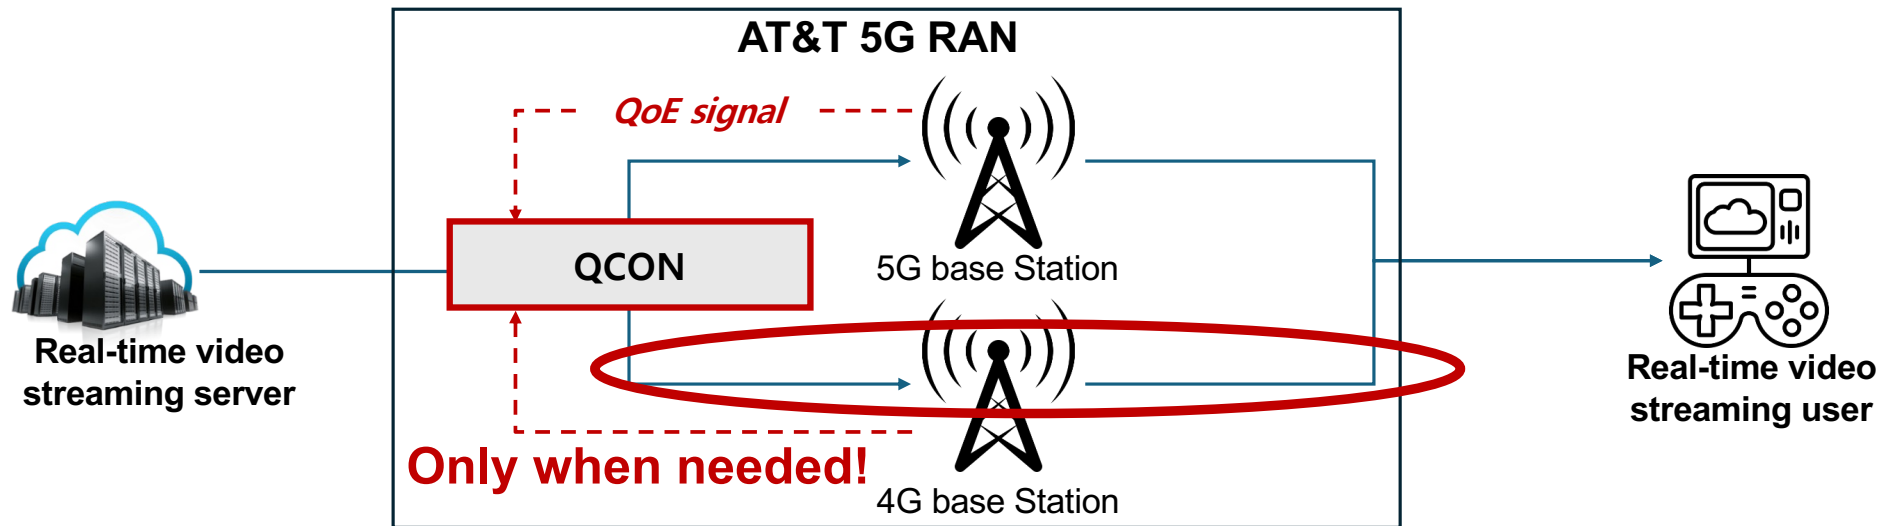 AT&T 5G RAN
QoE signal
QCON
5G base Station
Real-time video
streaming server
Real-time video
streaming user
Only when needed!
4G base Station